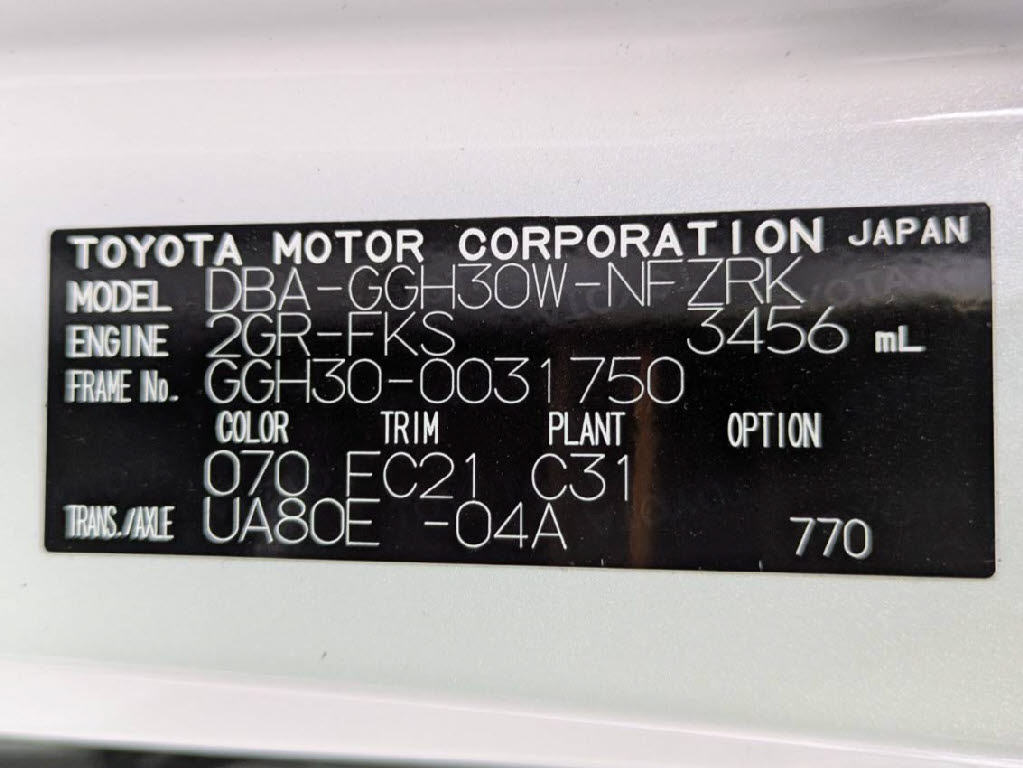 TOYOTA MOTOR CORPORATION JAPAN
MODEL DBA-GGH30W-NFZRK
ENGINE 2GR-FKS 3456 mL
FRAME No. GGH30-0031750
COLOR TRIM PLANT OPTION
070 FC21 C31
TRANS./AXLE UA80E -04A 770